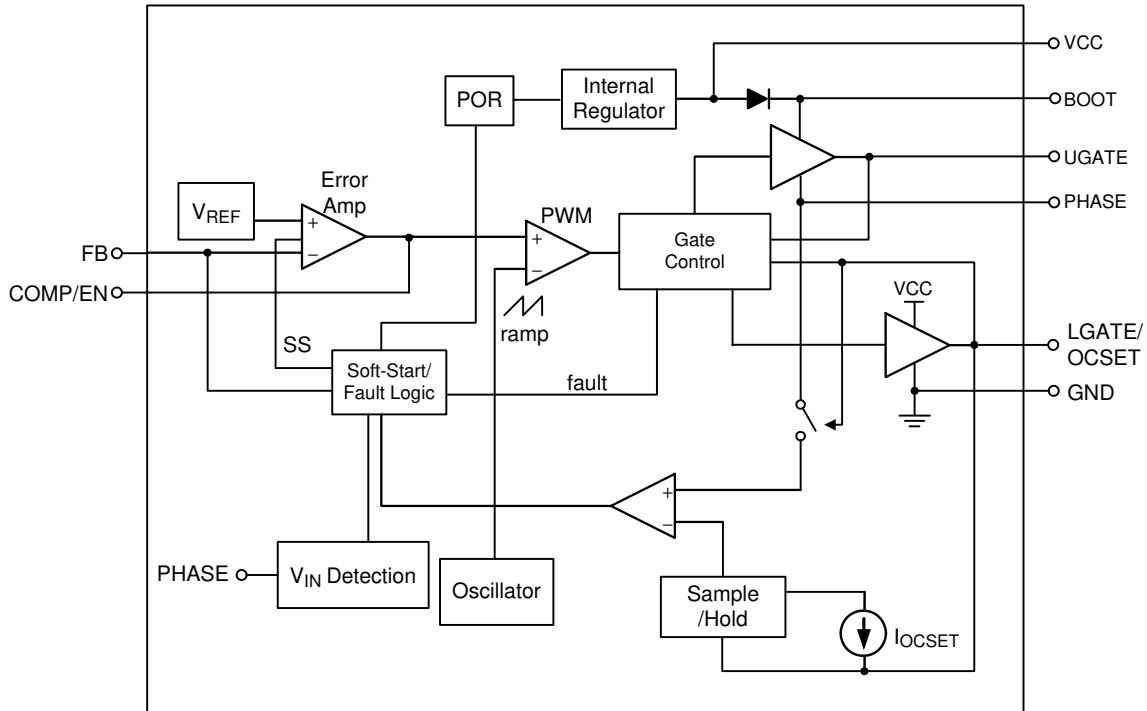 VCC
POR
Internal
Regulator
BOOT
UGATE
Error
Amp
PHASE
VREF
+
−
PWM
+
−
Gate
Control
FB
COMP/EN
VCC
ramp
LGATE/
OCSET
SS
Soft-Start/
Fault Logic
fault
GND
+
−
PHASE
VIN Detection
Oscillator
Sample
/Hold
IOCSET